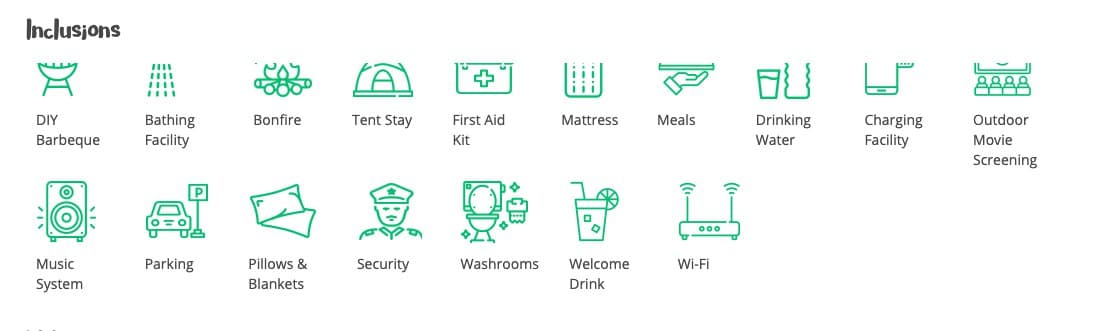 Inclusions
DIY
Barbeque
Bathing
Facility
Bonfire
Tent Stay
First Aid
Kit
Mattress
Meals
Drinking
Water
Charging
Facility
Outdoor
Movie
Screening
P
Music
System
Parking
Pillows &
Blankets
Security
Washrooms
Welcome
Drink
Wi-Fi